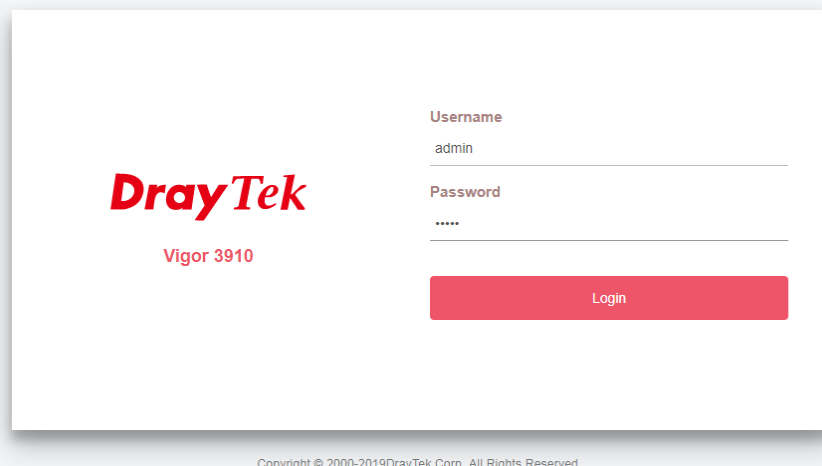 Username
admin
Password
•••••
DrayTek
Vigor 3910
Login
Copyright © 2000-2019DrayTek Corp. All Rights Reserved